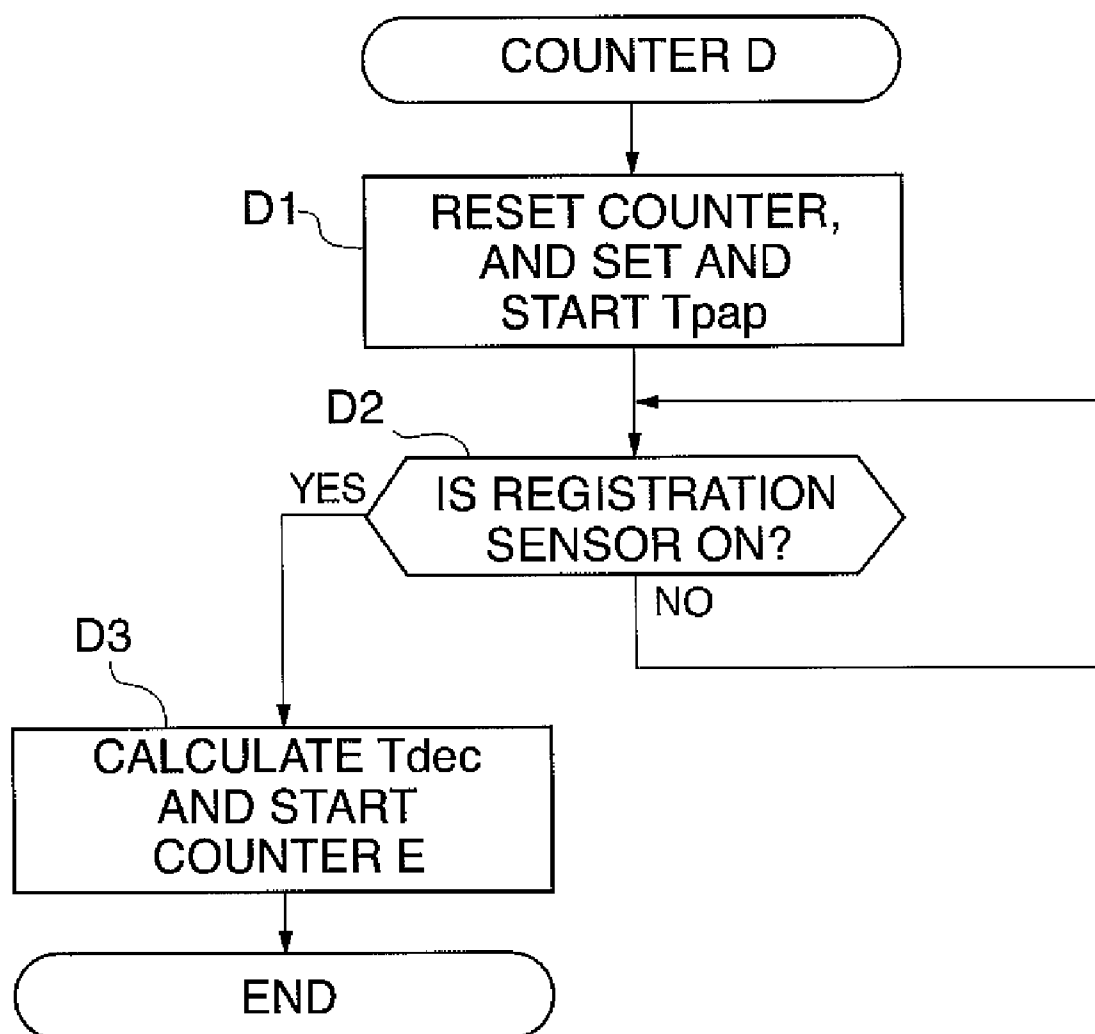 COUNTER D
D1
RESET COUNTER,
AND SET AND
START Tpap
D2
YES
IS REGISTRATION
SENSOR ON?
NO
D3
CALCULATE Tdec
AND START
COUNTER E
END